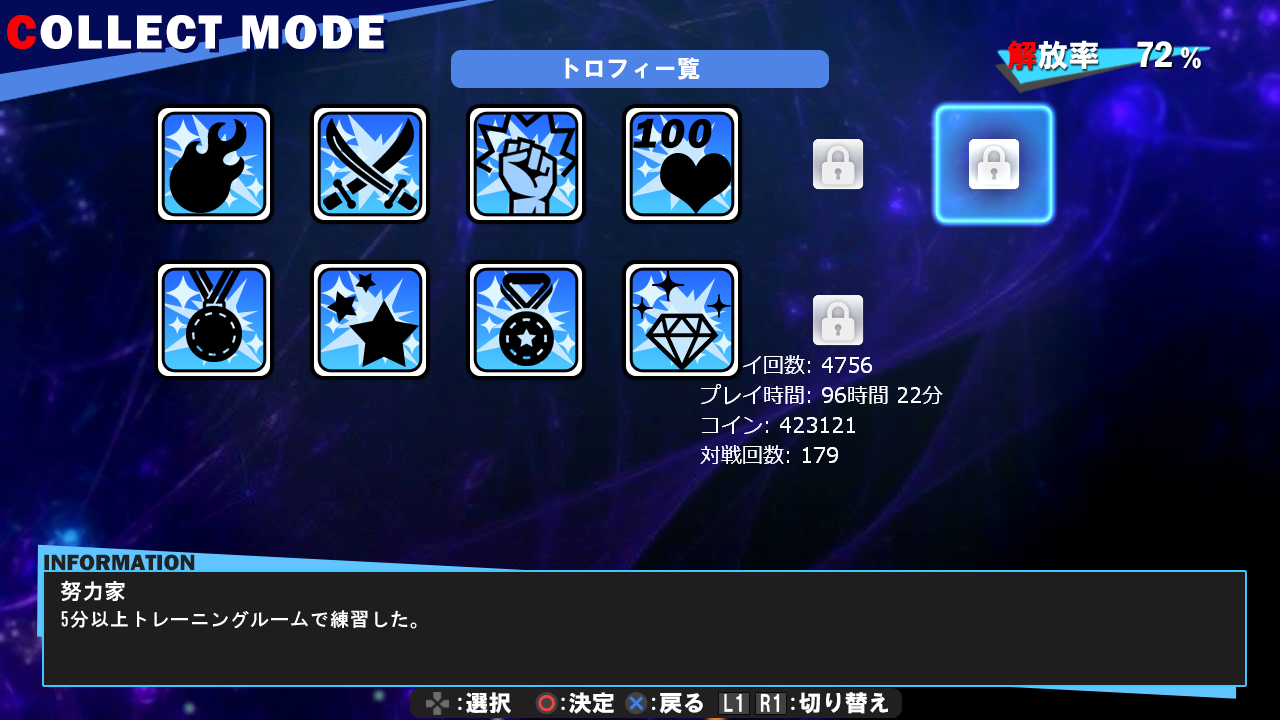 COLLECT MODE
トロフィー覧
解放率 72%
100
イ回数: 4756
プレイ時間: 96時間 22分
コイン: 423121
対戦回数: 179
INFORMATION
努力家
5分以上トレーニングルームで練習した。
:選択 :決定 :戻る L1 R1:切り替え